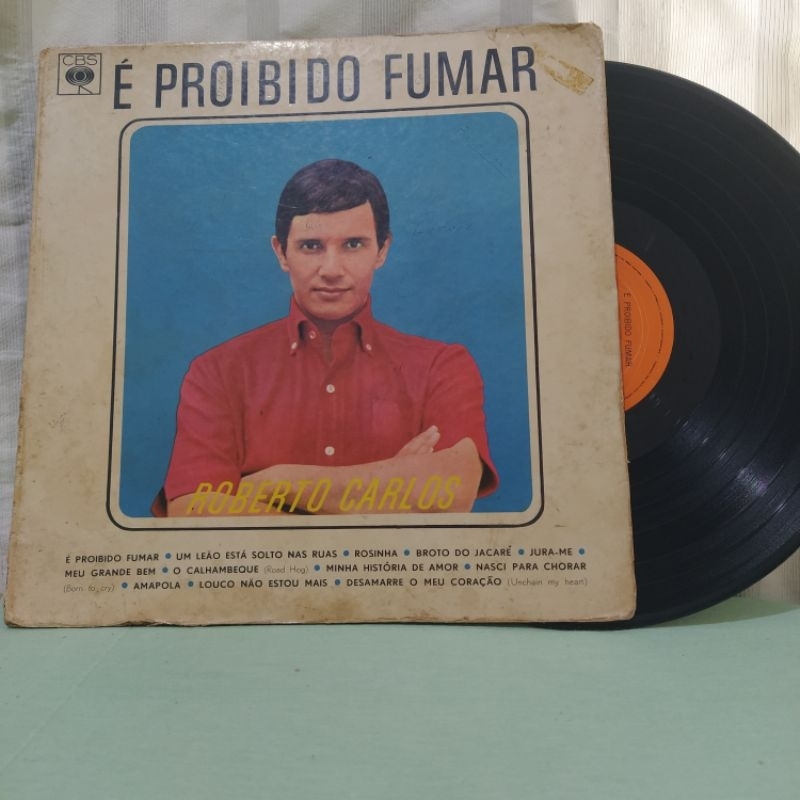 CBS
É PROIBIDO FUMAR
ROBERTO CARLOS
É PROIBIDO FUMAR • UM LEÃO ESTÁ SOLTO NAS RUAS • ROSINHA • BROTO DO JACARÉ • JURA-ME •
MEU GRANDE BEM • O CALHAMBEQUE (Road Hog) • MINHA HISTÓRIA DE AMOR • NASCI PARA CHORAR
(Born to cry) • AMAPOLA • LOUCO NÃO ESTOU MAIS • DESAMARRE O MEU CORAÇÃO (Unchain my heart)
E PROIBIDO FUMAR